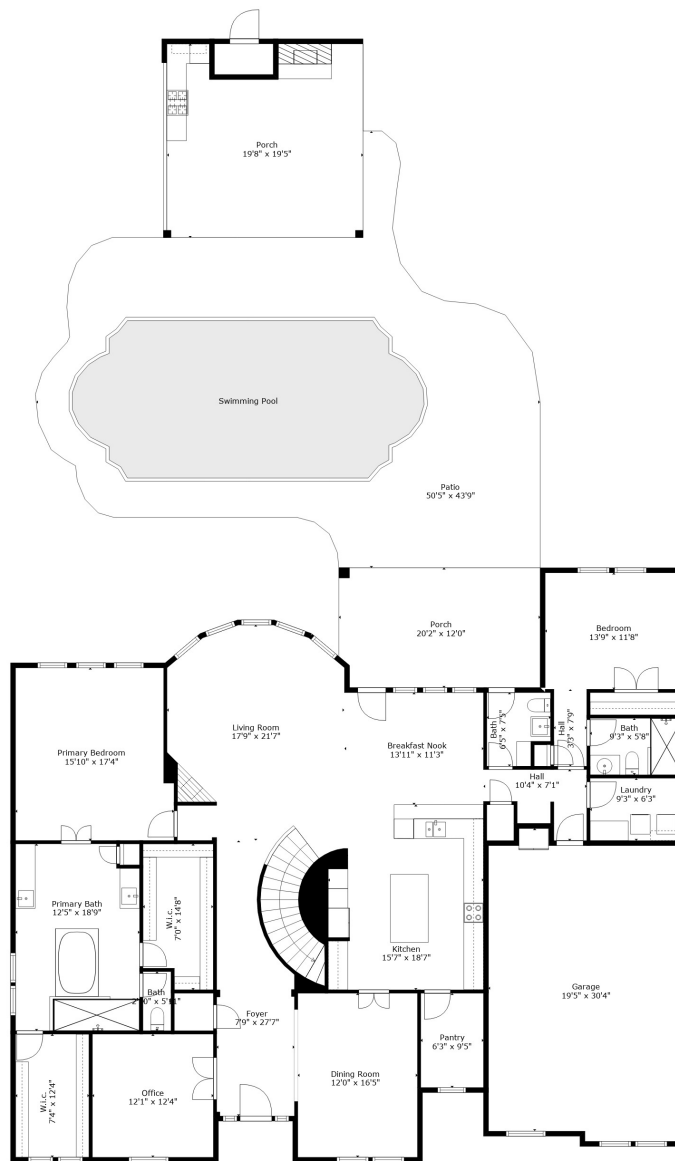 Porch
19'8" x 19'5"
Swimming Pool
Patio
50'5" x 43'9"
Porch
20'2" x 12'0"
Bedroom
13'9" x 11'8"
Living Room
17'9" x 21'7"
Breakfast Nook
13'11" x 11'3"
Bath
6'5" x 7'5"
Hall
3'3" x 7'9"
Bath
9'3" x 5'8"
Primary Bedroom
15'10" x 17'4"
Hall
10'4" x 7'1"
Laundry
9'3" x 6'3"
Primary Bath
12'5" x 18'9"
W.i.c.
7'0" x 14'8"
Kitchen
15'7" x 18'7"
Garage
19'5" x 30'4"
Bath
Foyer
7'9" x 27'7"
Pantry
6'3" x 9'5"
W.i.c.
7'4" x 12'4"
Office
12'1" x 12'4"
Dining Room
12'0" x 16'5"